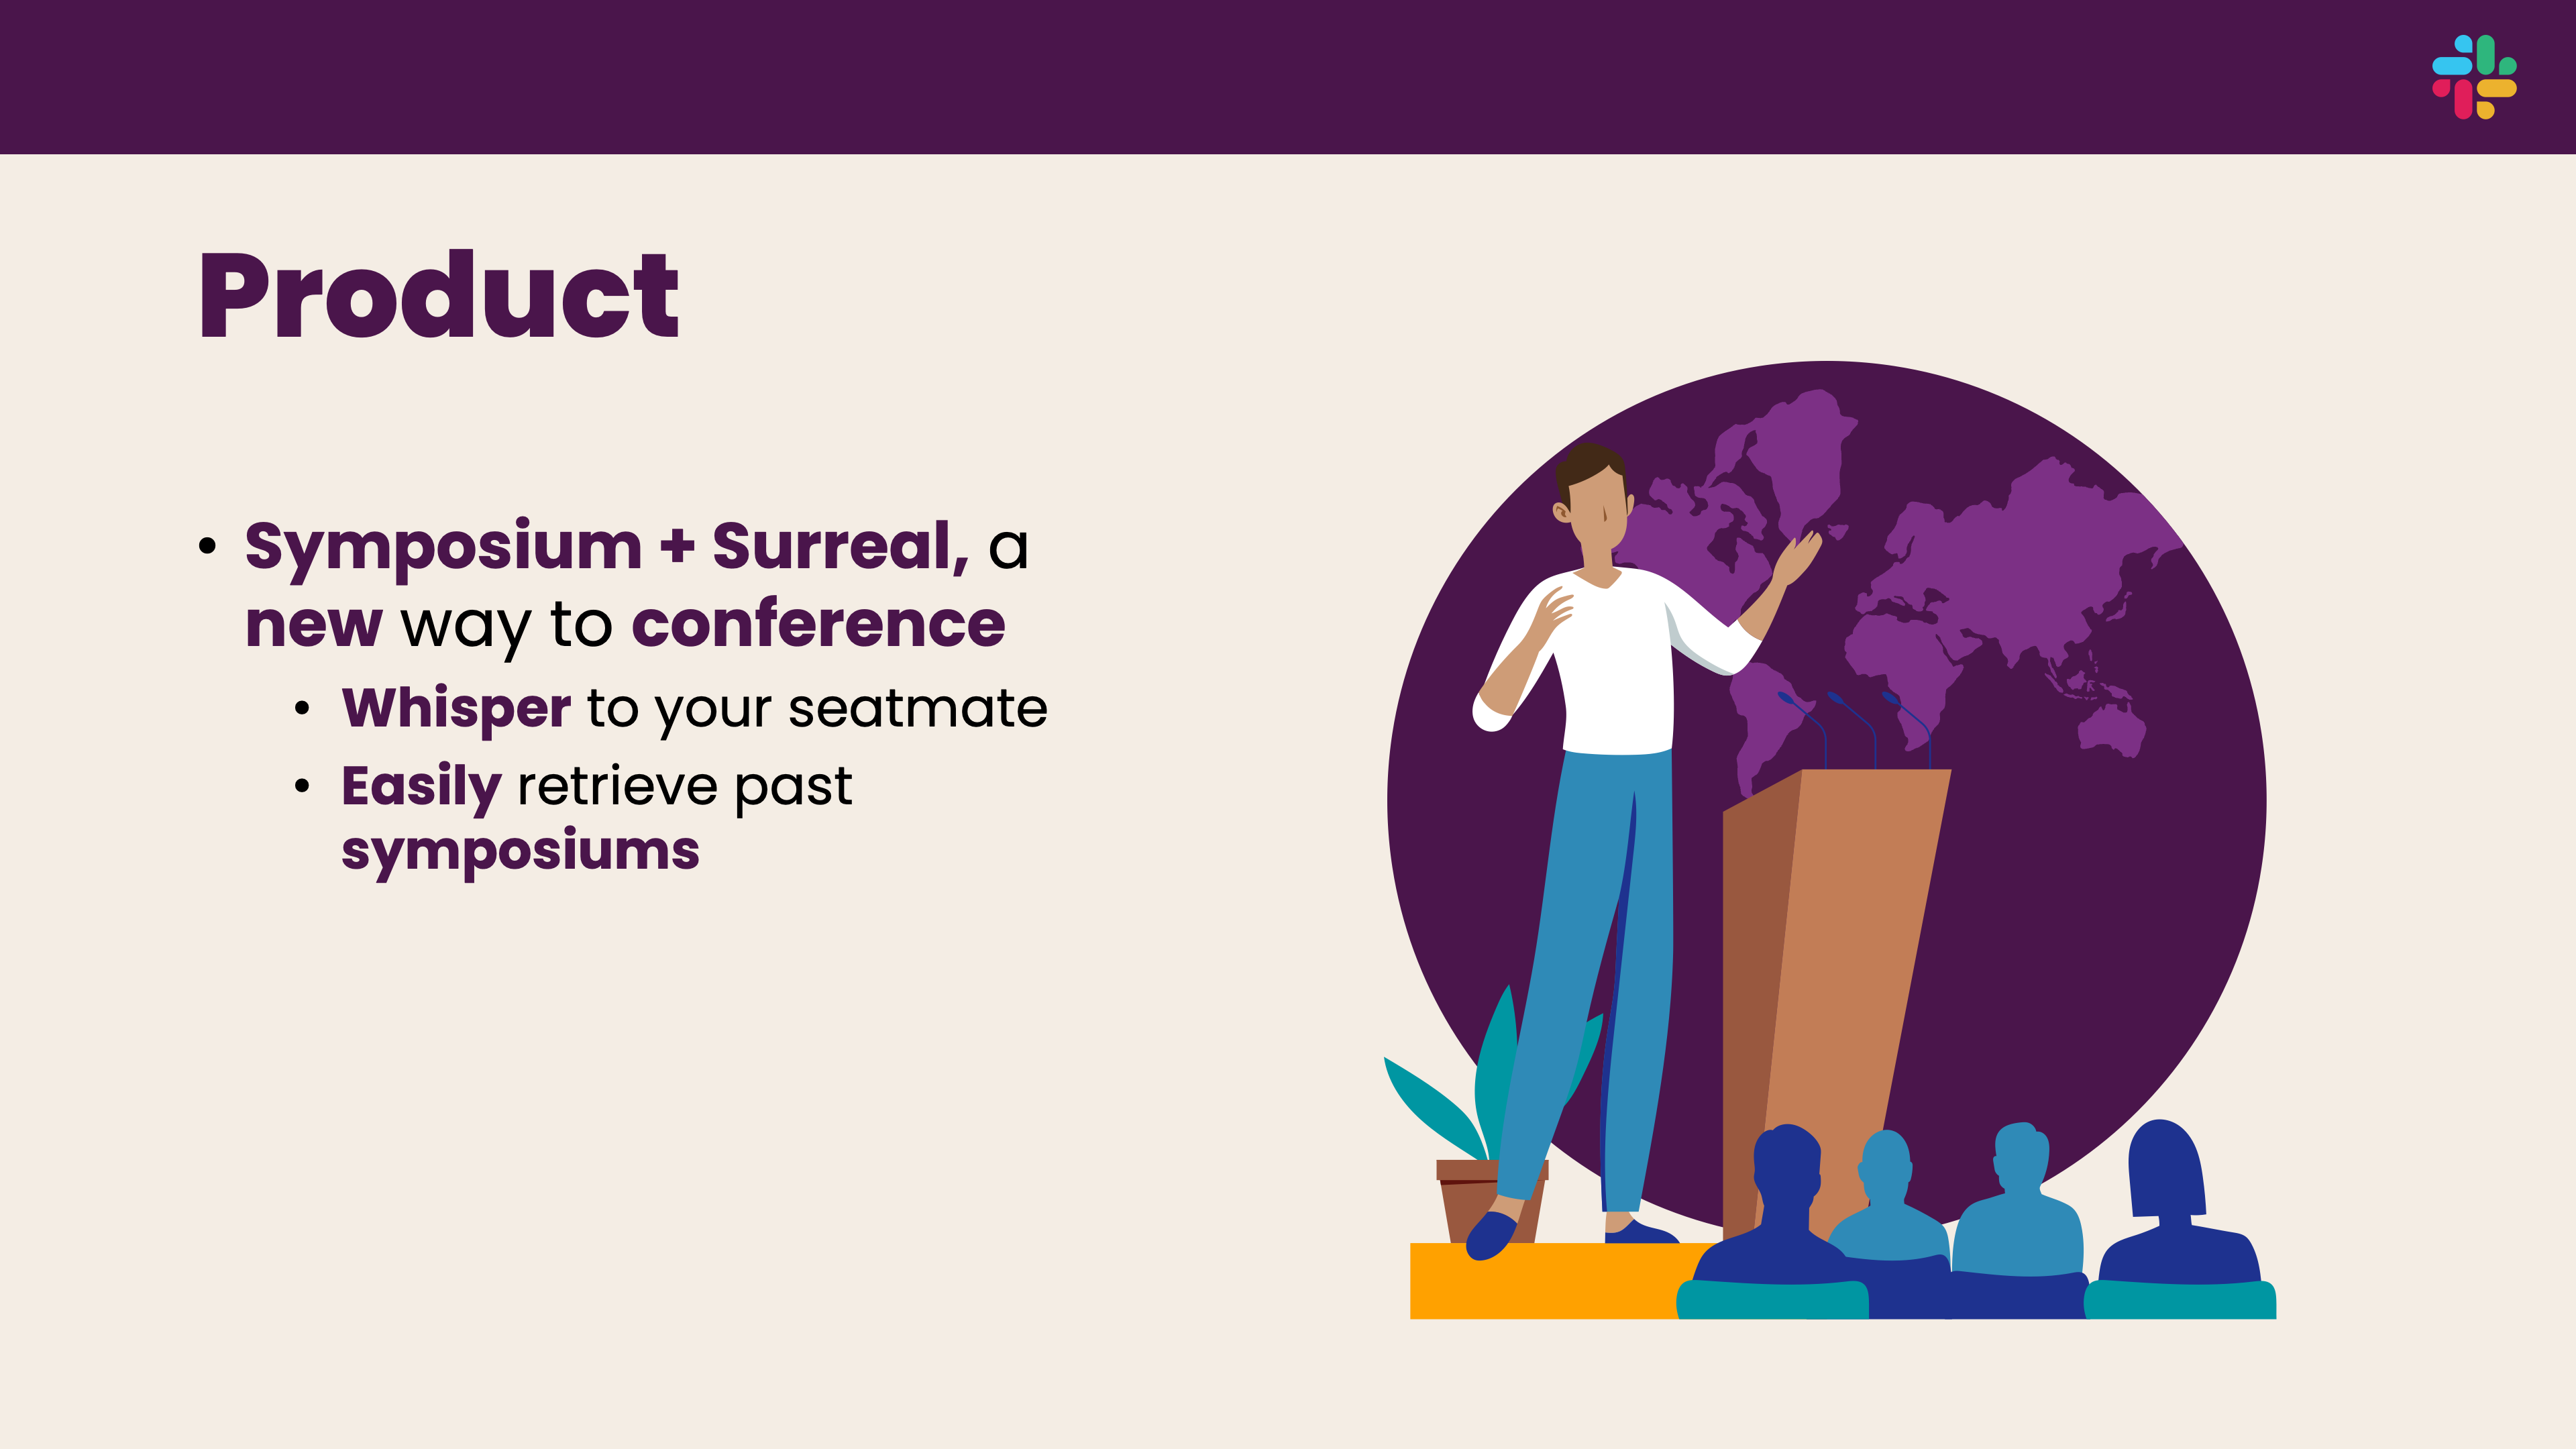 Product
• Symposium + Surreal, a
new way to conference
• Whisper to your seatmate
• Easily retrieve past
symposiums